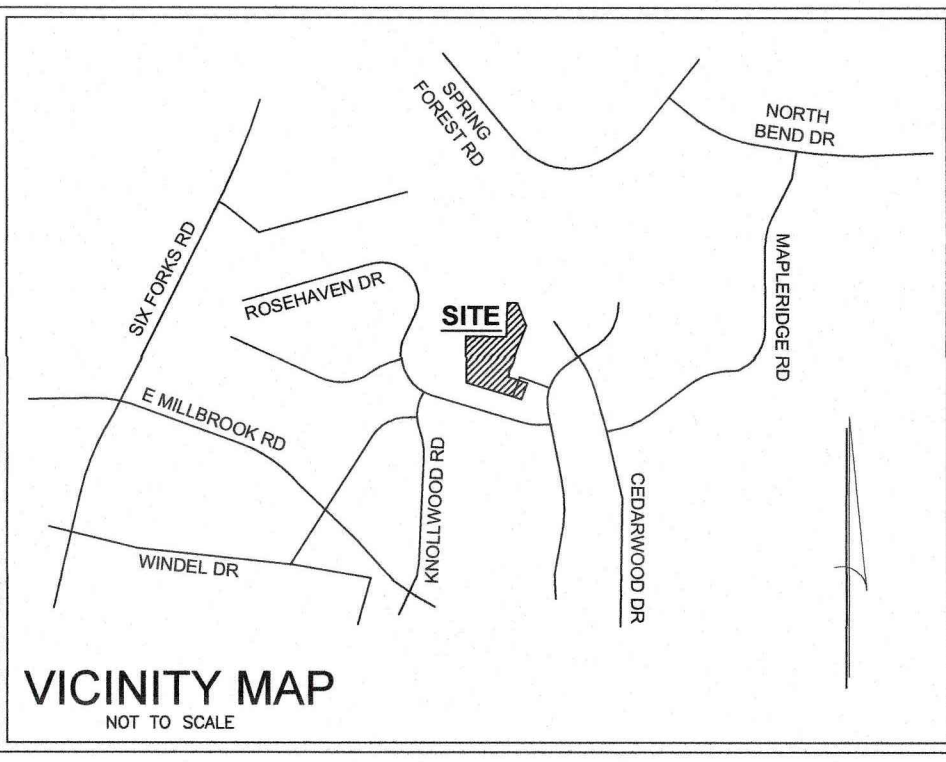 SPRING
FOREST RD
NORTH
BEND DR
SIX FORKS RD
MAPLERIDGE RD
ROSEHAVEN DR
SITE
E MILLBROOK RD
KNOLLWOOD RD
CEDARWOOD DR
WINDEL DR
VICINITY MAP
NOT TO SCALE